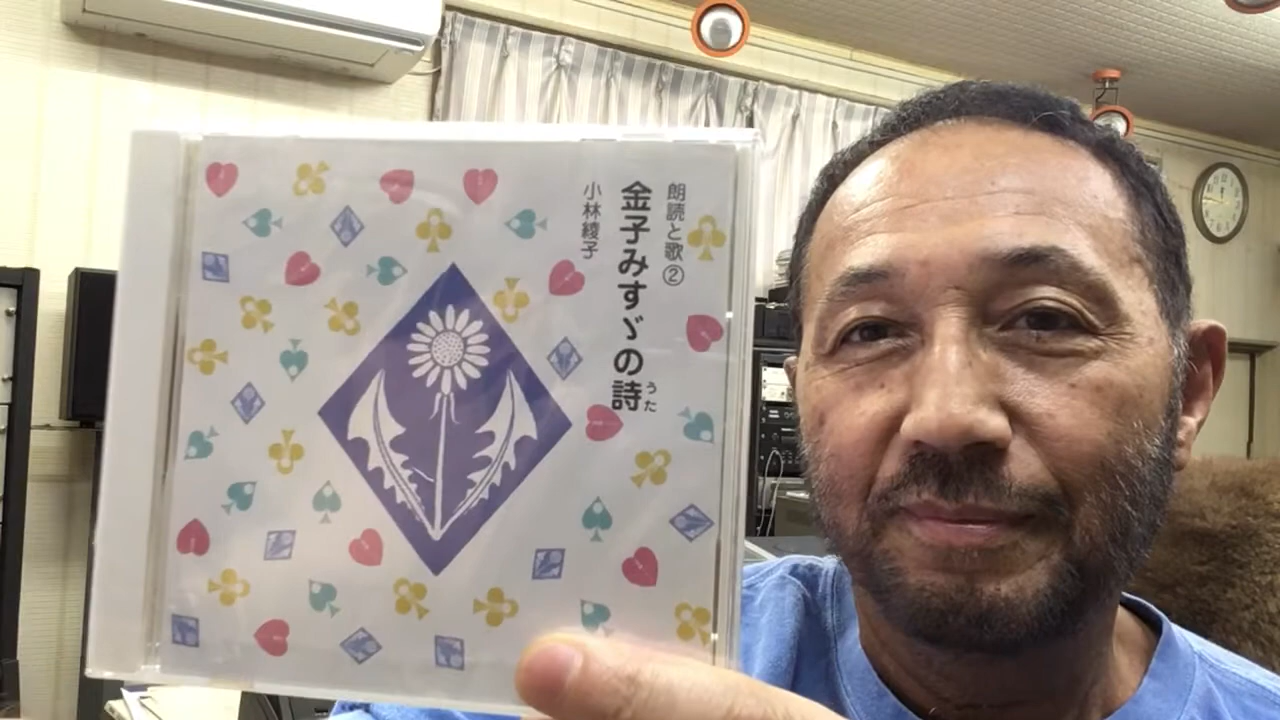 朗読と歌②
金子みすゞの詩
うた
小林綾子